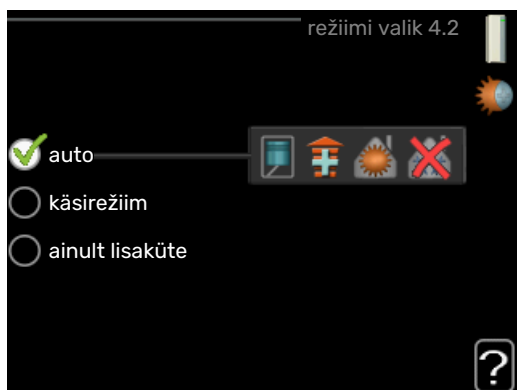 režiimi valik 4.2
auto
käsirežiim
ainult lisaküte
?